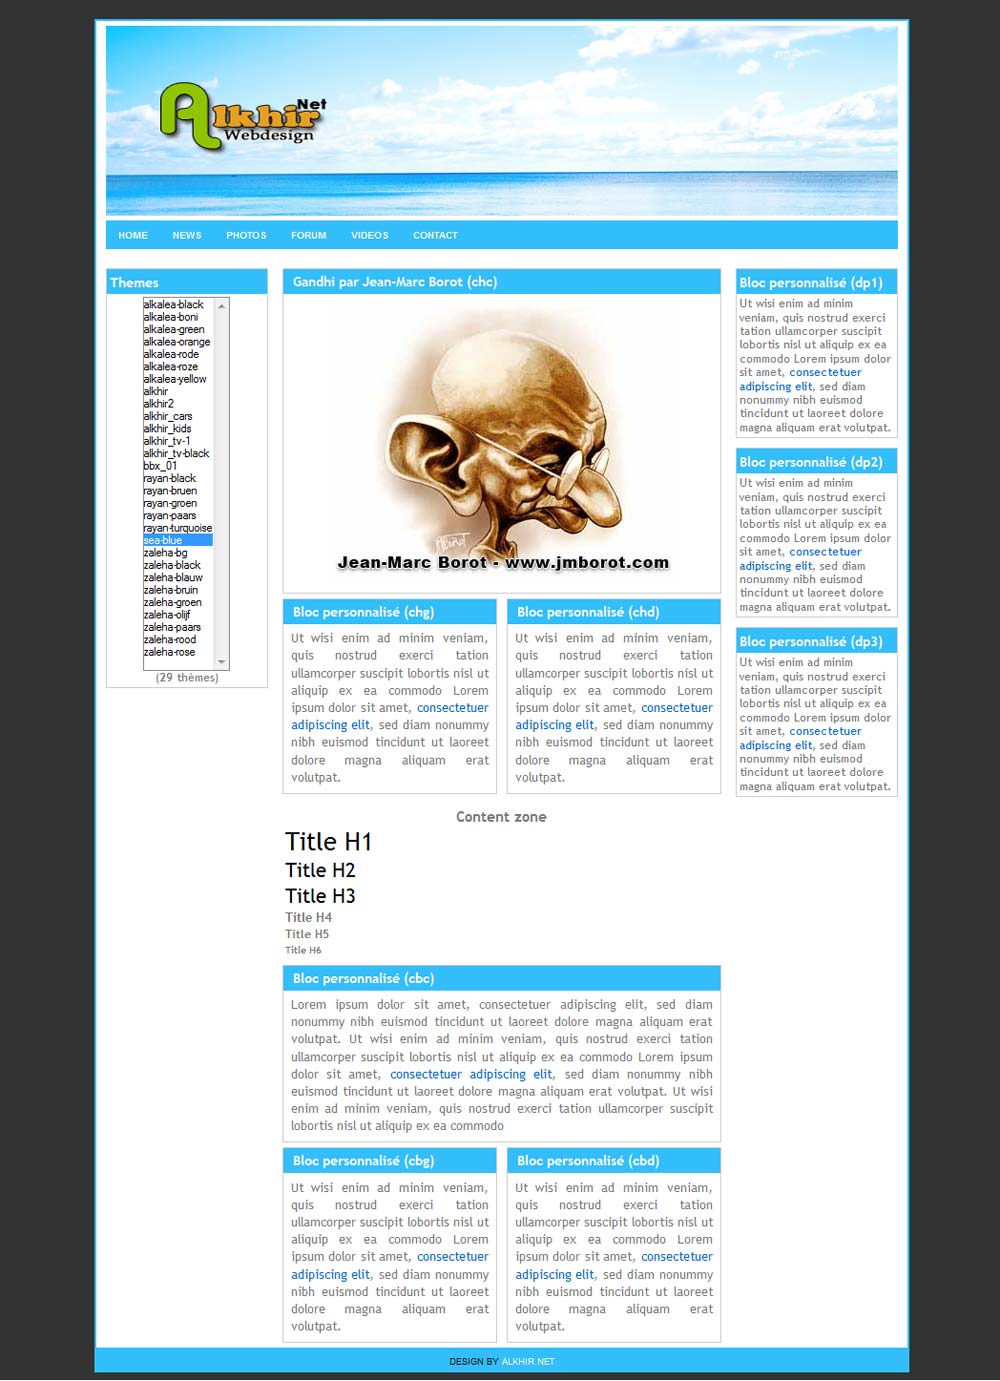 Alkhir Net
Webdesign
HOME NEWS PHOTOS FORUM VIDEOS CONTACT
Themes
alkalea-black
alkalea-boni
alkalea-green
alkalea-orange
alkalea-rode
alkalea-roze
alkalea-yellow
alkhir
alkhir2
alkhir_cars
alkhir_kids
alkhir_tv-1
alkhir_tv-black
bbx_01
rayan-black
rayan-bruen
rayan-groen
rayan-paars
rayan-turquoise
sea-blue
zaleha-bg
zaleha-black
zaleha-blauw
zaleha-bruin
zaleha-groen
zaleha-olijf
zaleha-paars
zaleha-rood
zaleha-rose
(29 thèmes)
Gandhi par Jean-Marc Borot (chc)
Jean-Marc Borot - www.jmborot.com
Bloc personnalisé (chg)
Ut wisi enim ad minim veniam,
quis nostrud exerci tation
ullamcorper suscipit lobortis nisl ut
aliquip ex ea commodo Lorem
ipsum dolor sit amet, consectetuer
adipiscing elit, sed diam nonummy
nibh euismod tincidunt ut laoreet
dolore magna aliquam erat
volutpat.
Bloc personnalisé (chd)
Ut wisi enim ad minim veniam,
quis nostrud exerci tation
ullamcorper suscipit lobortis nisl ut
aliquip ex ea commodo Lorem
ipsum dolor sit amet, consectetuer
adipiscing elit, sed diam nonummy
nibh euismod tincidunt ut laoreet
dolore magna aliquam erat
volutpat.
Content zone
Title H1
Title H2
Title H3
Title H4
Title H5
Title H6
Bloc personnalisé (cbc)
Lorem ipsum dolor sit amet, consectetuer adipiscing elit, sed diam
nonummy nibh euismod tincidunt ut laoreet dolore magna aliquam erat
volutpat. Ut wisi enim ad minim veniam, quis nostrud exerci tation
ullamcorper suscipit lobortis nisl ut aliquip ex ea commodo Lorem ipsum
dolor sit amet, consectetuer adipiscing elit, sed diam nonummy nibh
euismod tincidunt ut laoreet dolore magna aliquam erat volutpat. Ut wisi
enim ad minim veniam, quis nostrud exerci tation ullamcorper suscipit
lobortis nisl ut aliquip ex ea commodo
Bloc personnalisé (cbg)
Ut wisi enim ad minim veniam,
quis nostrud exerci tation
ullamcorper suscipit lobortis nisl ut
aliquip ex ea commodo Lorem
ipsum dolor sit amet, consectetuer
adipiscing elit, sed diam nonummy
nibh euismod tincidunt ut laoreet
dolore magna aliquam erat
volutpat.
Bloc personnalisé (cbd)
Ut wisi enim ad minim veniam,
quis nostrud exerci tation
ullamcorper suscipit lobortis nisl ut
aliquip ex ea commodo Lorem
ipsum dolor sit amet, consectetuer
adipiscing elit, sed diam nonummy
nibh euismod tincidunt ut laoreet
dolore magna aliquam erat
volutpat.
Bloc personnalisé (dp1)
Ut wisi enim ad minim
veniam, quis nostrud exerci
tation ullamcorper suscipit
lobortis nisl ut aliquip ex ea
commodo Lorem ipsum dolor
sit amet, consectetuer
adipiscing elit, sed diam
nonummy nibh euismod
tincidunt ut laoreet dolore
magna aliquam erat volutpat.
Bloc personnalisé (dp2)
Ut wisi enim ad minim
veniam, quis nostrud exerci
tation ullamcorper suscipit
lobortis nisl ut aliquip ex ea
commodo Lorem ipsum dolor
sit amet, consectetuer
adipiscing elit, sed diam
nonummy nibh euismod
tincidunt ut laoreet dolore
magna aliquam erat volutpat.
Bloc personnalisé (dp3)
Ut wisi enim ad minim
veniam, quis nostrud exerci
tation ullamcorper suscipit
lobortis nisl ut aliquip ex ea
commodo Lorem ipsum dolor
sit amet, consectetuer
adipiscing elit, sed diam
nonummy nibh euismod
tincidunt ut laoreet dolore
magna aliquam erat volutpat.
DESIGN BY ALKHIR.NET